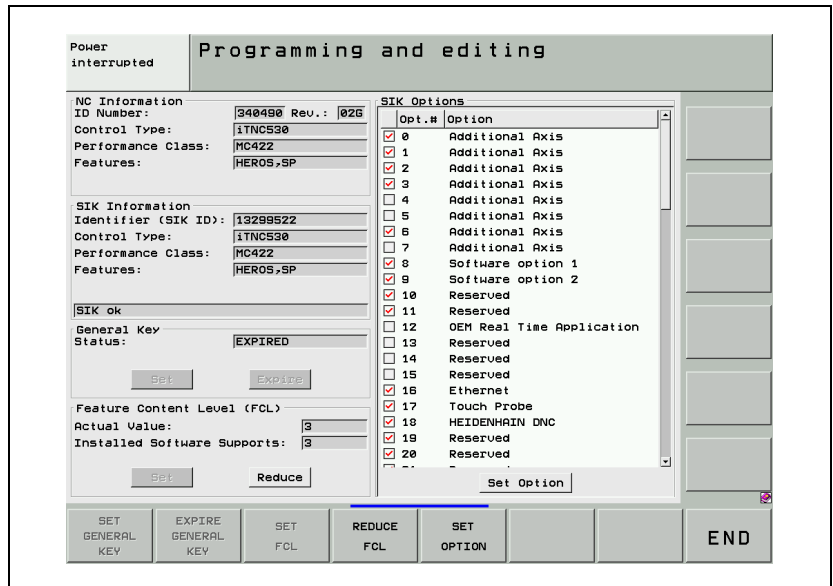 Power
interrupted
Programming and editing
NC Information
ID Number: 340490 Rev.: 02G
Control Type: iTNC530
Performance Class: MC422
Features: HEROS,SP
SIK Information
Identifier (SIK ID): 13299522
Control Type: iTNC530
Performance Class: MC422
Features: HEROS,SP
SIK ok
General Key
Status: EXPIRED
Set Expire
Feature Content Level (FCL)
Actual Value: 3
Installed Software Supports: 3
Set Reduce
SIK Options
Opt.# Option
0 Additional Axis
1 Additional Axis
2 Additional Axis
3 Additional Axis
4 Additional Axis
5 Additional Axis
6 Additional Axis
7 Additional Axis
8 Software option 1
9 Software option 2
10 Reserved
11 Reserved
12 OEM Real Time Application
13 Reserved
14 Reserved
15 Reserved
16 Ethernet
17 Touch Probe
18 HEIDENHAIN DNC
19 Reserved
20 Reserved
Set Option
SET
GENERAL
KEY
EXPIRE
GENERAL
KEY
SET
FCL
REDUCE
FCL
SET
OPTION
END